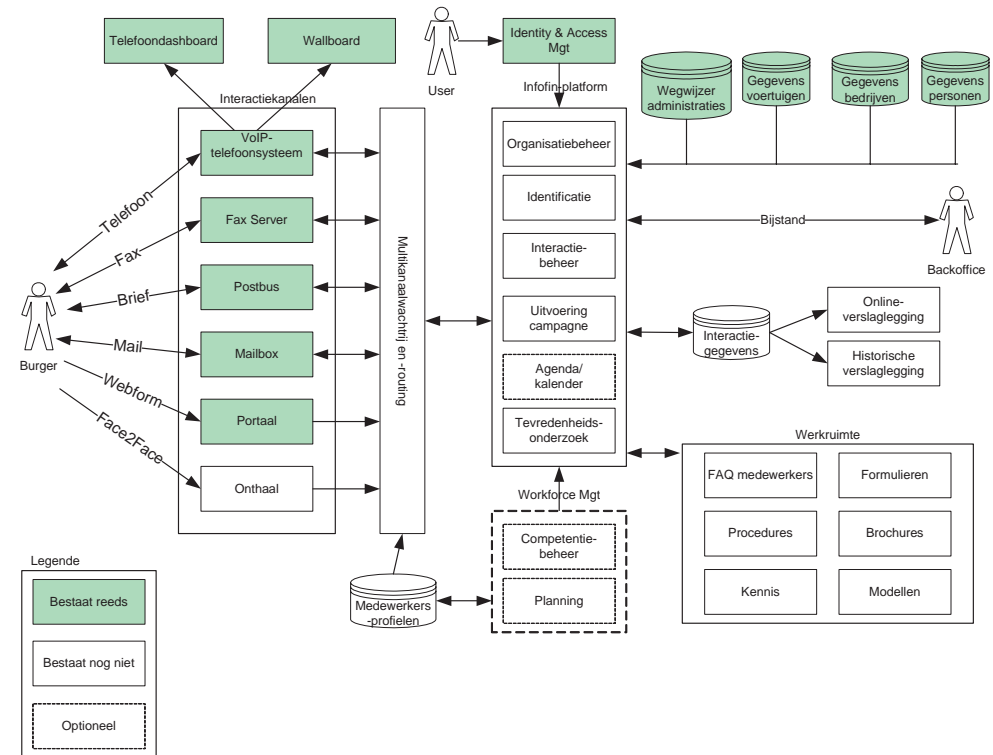 Telefoondashboard
Wallboard
User
Identity & Access
Mgt
Wegwijzer
administraties
Gegevens
voertuigen
Gegevens
bedrijven
Gegevens
personen
Interactiekanalen
Infofin-platform
VoIP-
telefoonsysteem
Fax Server
Postbus
Mailbox
Portaal
Onthaal
Telefoon
Fax
Brief
Mail
Webform
Face2Face
Burger
Multikanaalwachtrij en -routing
Organisatiebeheer
Identificatie
Interactie-
beheer
Uitvoering
campagne
Agenda/
kalender
Tevredenheids-
onderzoek
Bijstand
Backoffice
Interactie-
gegevens
Online-
verslaglegging
Historische
verslaglegging
Werkruimte
FAQ medewerkers
Formulieren
Procedures
Brochures
Kennis
Modellen
Workforce Mgt
Competentie-
beheer
Planning
Medewerkers
-profielen
Legende
Bestaat reeds
Bestaat nog niet
Optioneel